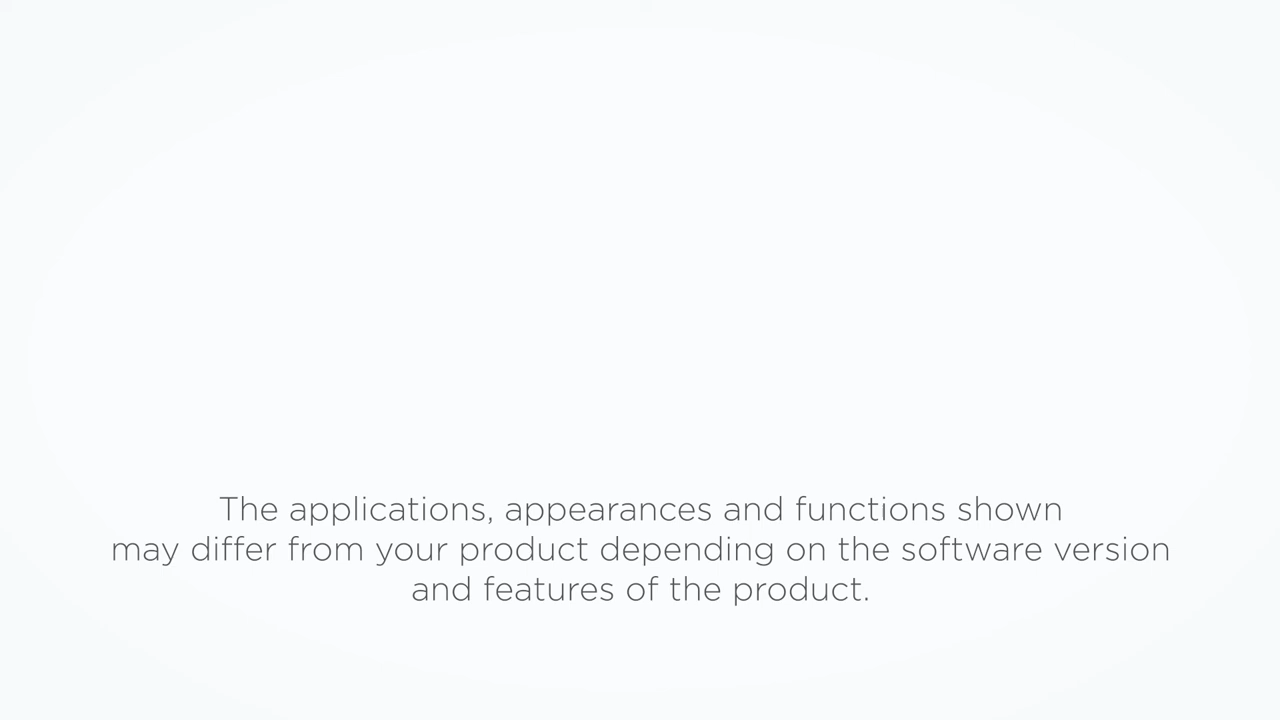 The applications, appearances and functions shown
may differ from your product depending on the software version
and features of the product.